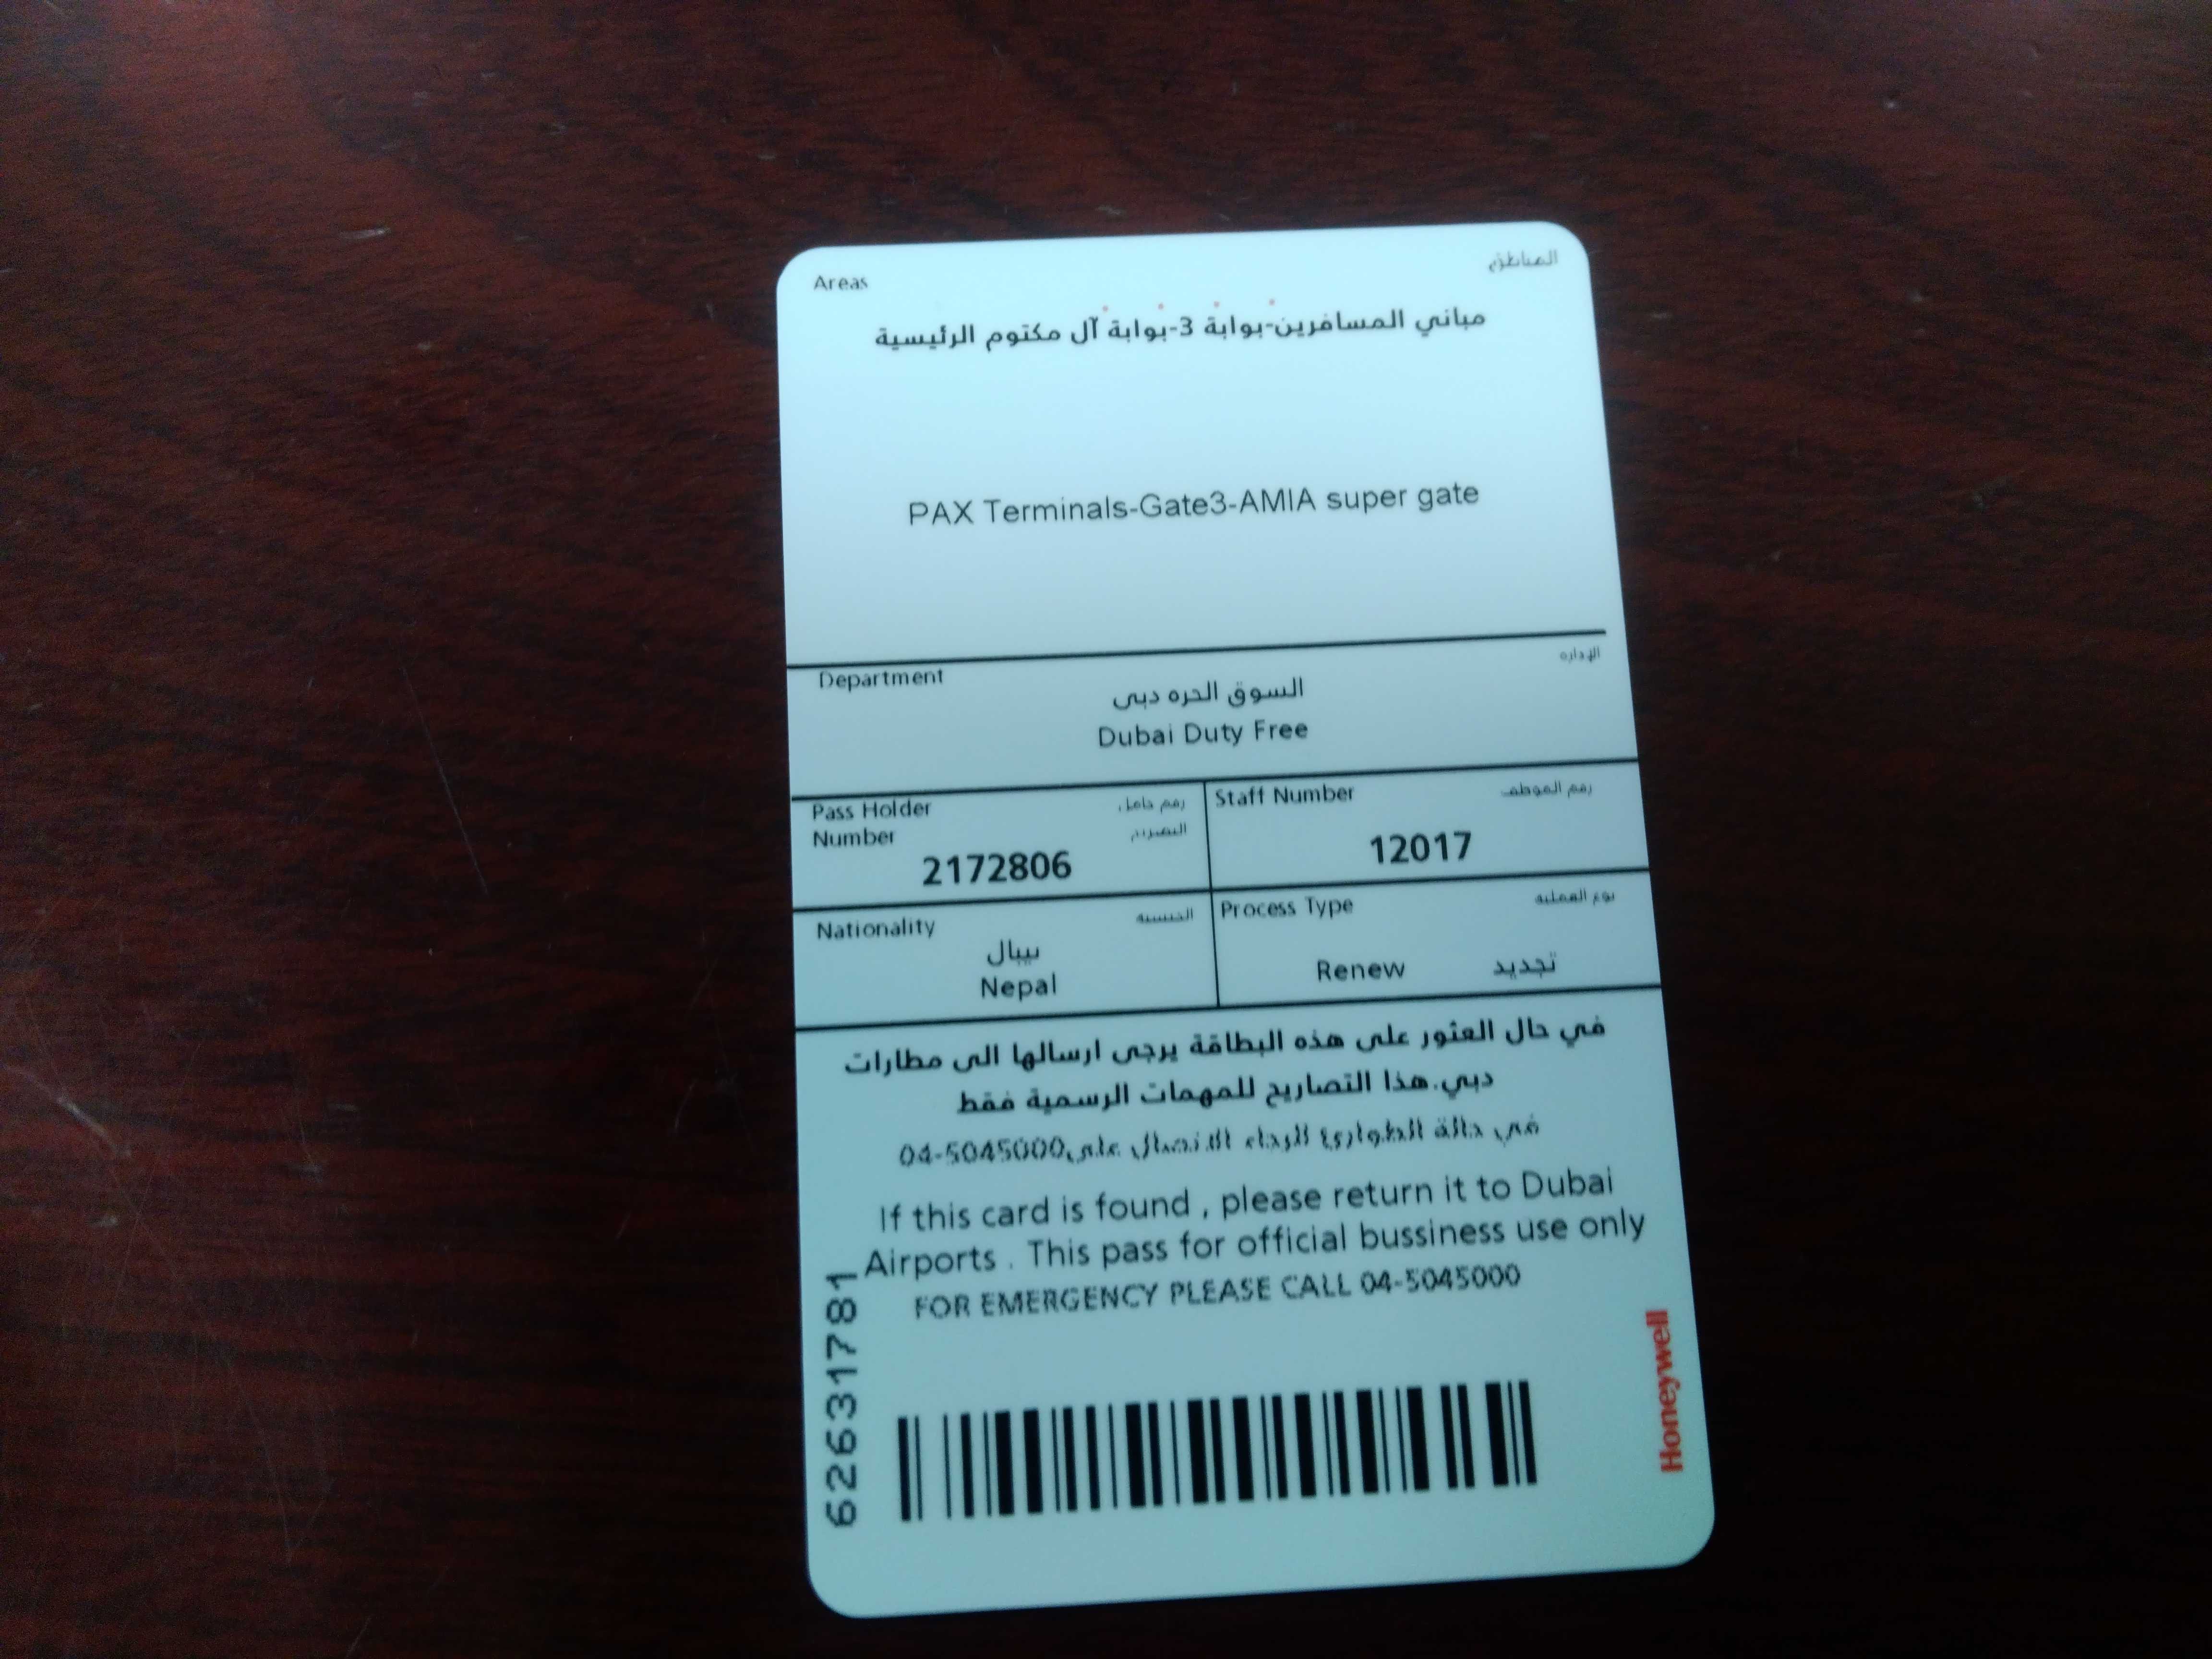 Areas المناطق
مباني المسافرين-بوابة 3-بوابة آل مكتوم الرئيسية
PAX Terminals-Gate3-AMIA super gate
Department الإدارة
السوق الحره دبى
Dubai Duty Free
Pass Holder رقم حامل
Number التصريح
2172806
Staff Number رقم الموظف
12017
Nationality الجنسية
نيبال
Nepal
Process Type نوع العملية
Renew تجديد
في حال العثور على هذه البطاقة يرجى ارسالها الى مطارات
دبي.هذا التصاريح للمهمات الرسمية فقط
في حالة الطوارئ الرجاء الاتصال على04-5045000
If this card is found , please return it to Dubai
Airports . This pass for official bussiness use only
FOR EMERGENCY PLEASE CALL 04-5045000
62631781
Honeywell